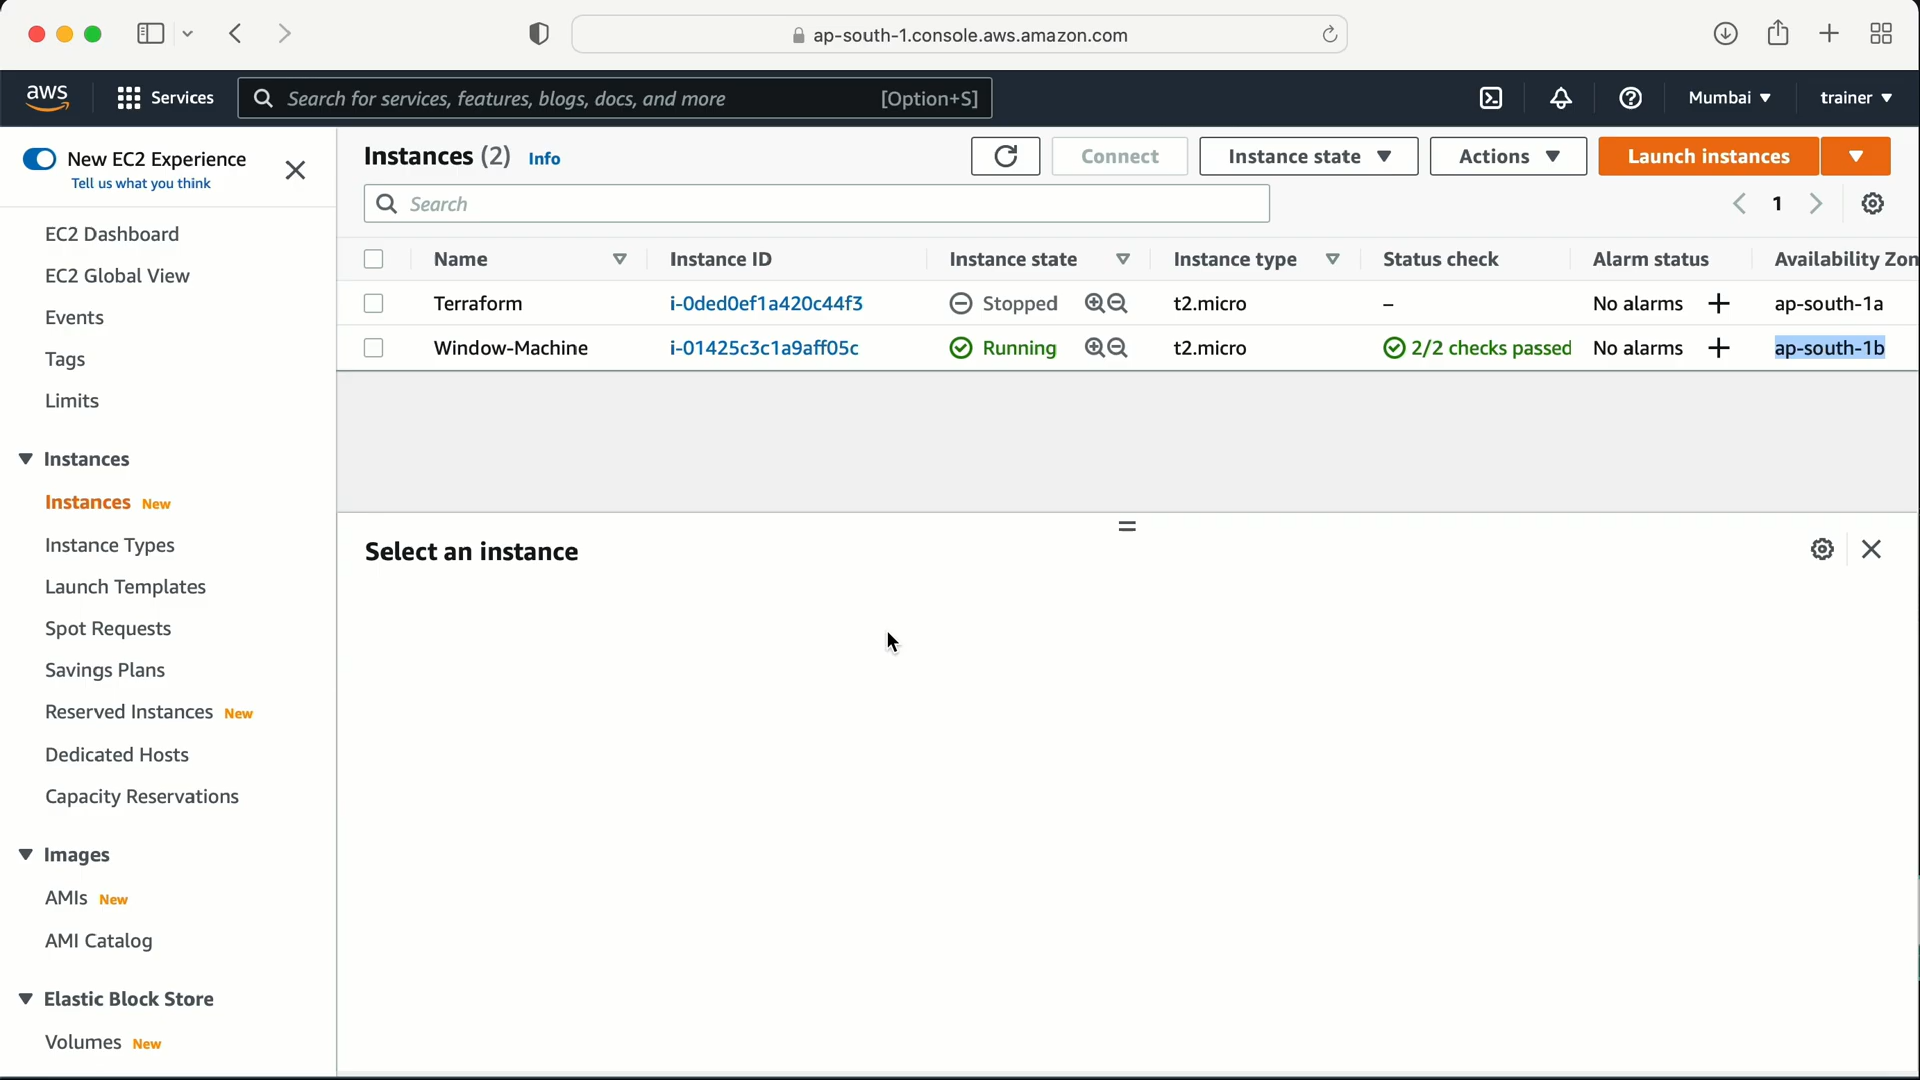 ap-south-1.console.aws.amazon.com
aws
Services
Search for services, features, blogs, docs, and more
[Option+S]
Mumbai
trainer
New EC2 Experience
Tell us what you think
EC2 Dashboard
EC2 Global View
Events
Tags
Limits
Instances
Instances New
Instance Types
Launch Templates
Spot Requests
Savings Plans
Reserved Instances New
Dedicated Hosts
Capacity Reservations
Images
AMIs New
AMI Catalog
Elastic Block Store
Volumes New
Instances (2) Info
Connect
Instance state
Actions
Launch instances
Search
1
Name Instance ID Instance state Instance type Status check Alarm status Availability Zon
Terraform i-0ded0ef1a420c44f3 Stopped t2.micro – No alarms + ap-south-1a
Window-Machine i-01425c3c1a9aff05c Running t2.micro 2/2 checks passed No alarms + ap-south-1b
Select an instance